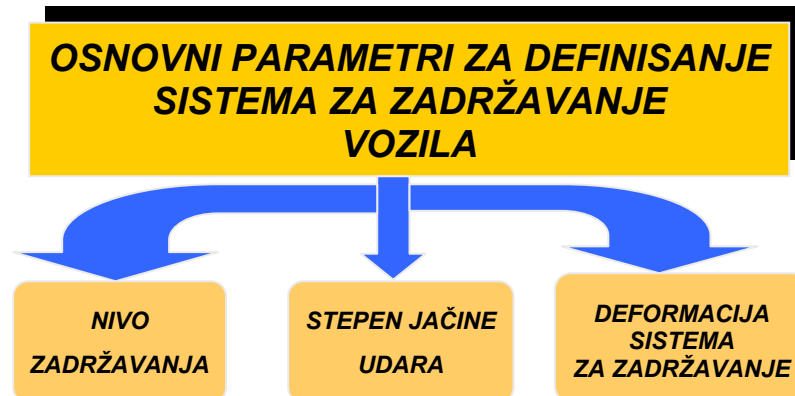 OSNOVNI PARAMETRI ZA DEFINISANJE
SISTEMA ZA ZADRŽAVANJE
VOZILA
NIVO
ZADRŽAVANJA
STEPEN JAČINE
UDARA
DEFORMACIJA
SISTEMA
ZA ZADRŽAVANJE